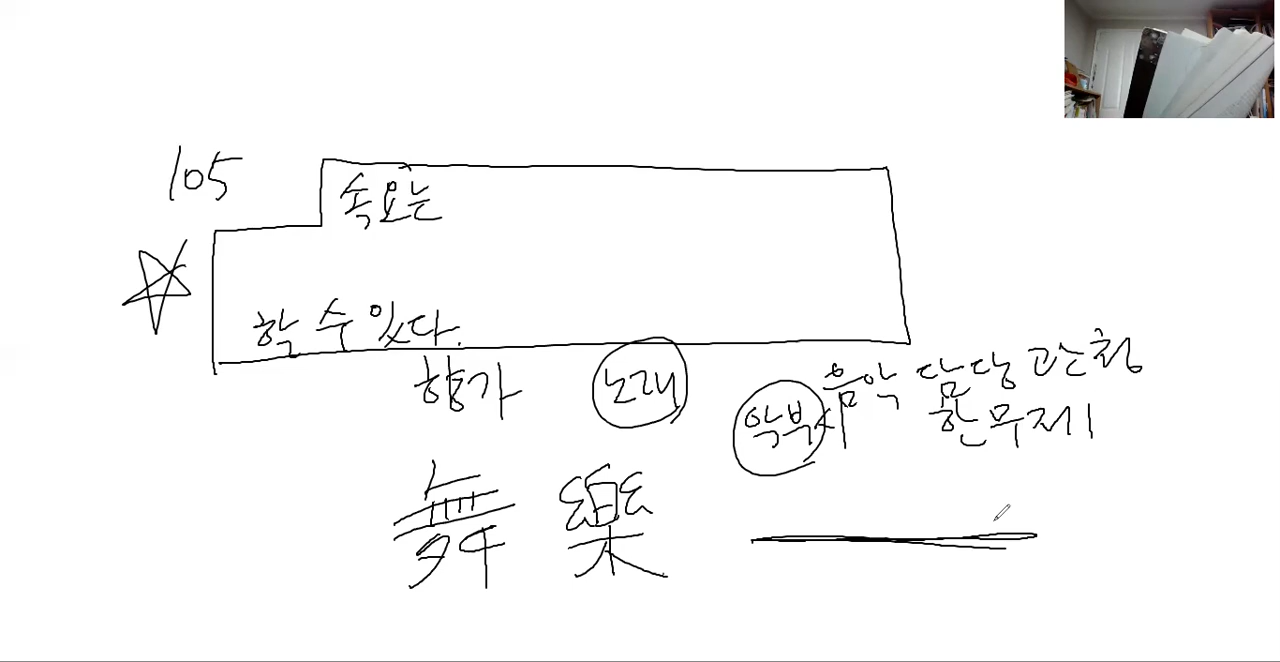 105
속요는
할 수 있다.
향가 노래
악부시 음악 담당 관청
한무제
舞 樂